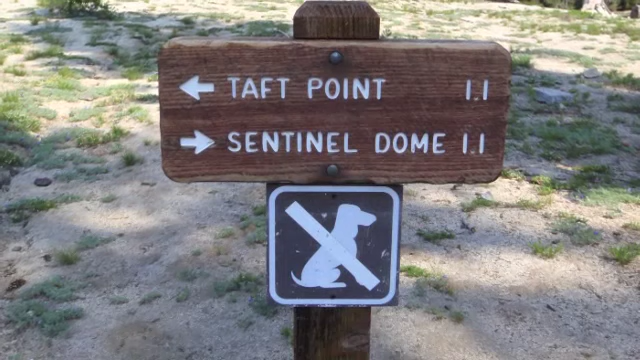 ← TAFT POINT 1.1
→ SENTINEL DOME 1.1